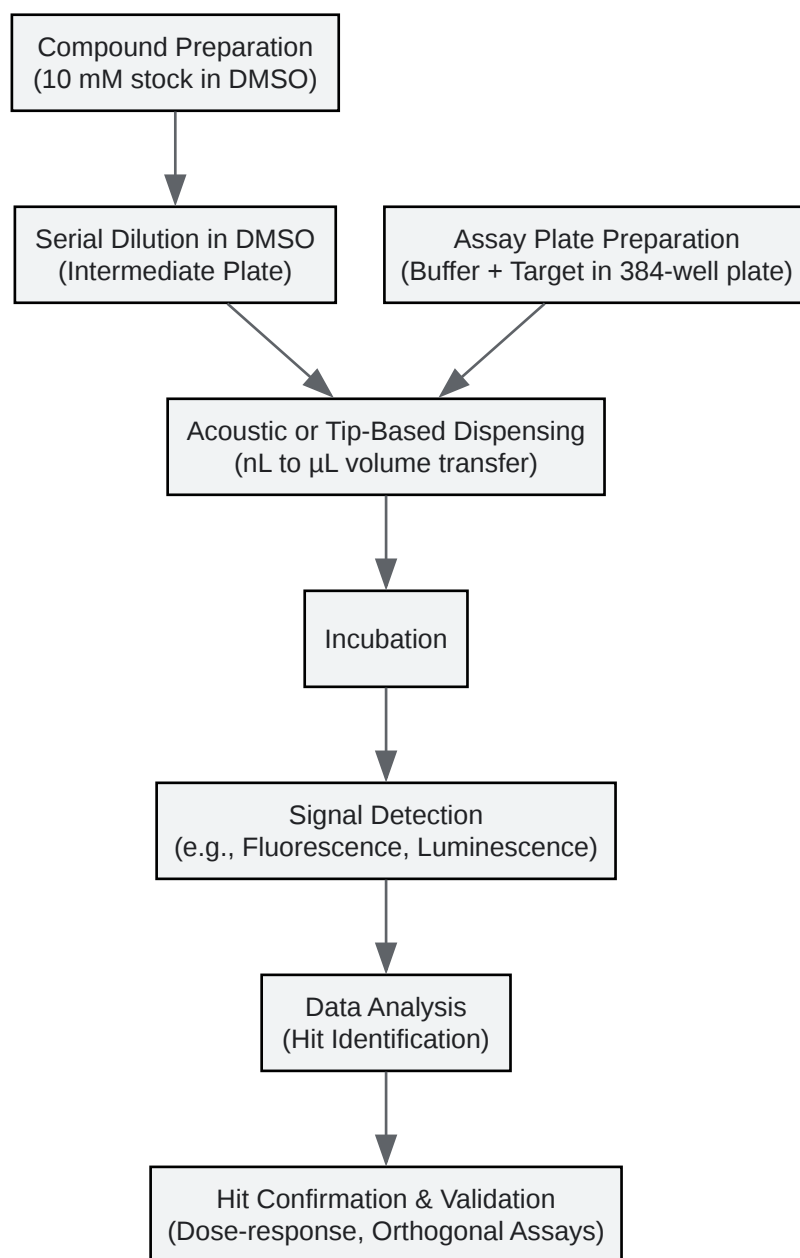 Compound Preparation
(10 mM stock in DMSO)
Serial Dilution in DMSO
(Intermediate Plate)
Assay Plate Preparation
(Buffer + Target in 384-well plate)
Acoustic or Tip-Based Dispensing
(nL to µL volume transfer)
Incubation
Signal Detection
(e.g., Fluorescence, Luminescence)
Data Analysis
(Hit Identification)
Hit Confirmation & Validation
(Dose-response, Orthogonal Assays)